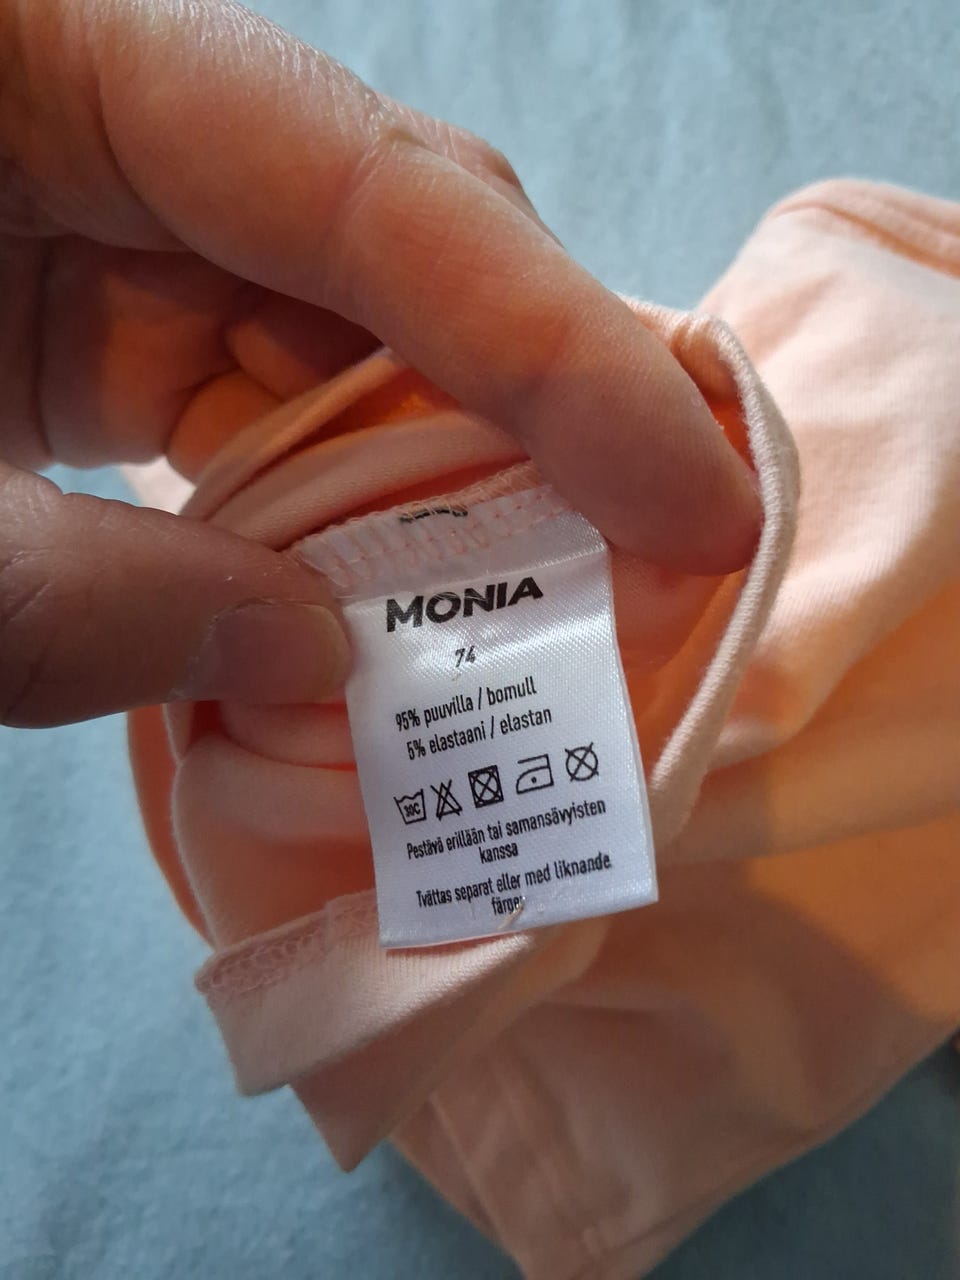 MONIA
74
95% puuvilla / bomull
5% elastaani / elastan
30C
Pestävä erillään tai samansävyisten
kanssa
Tvättas separat eller med liknande
färger